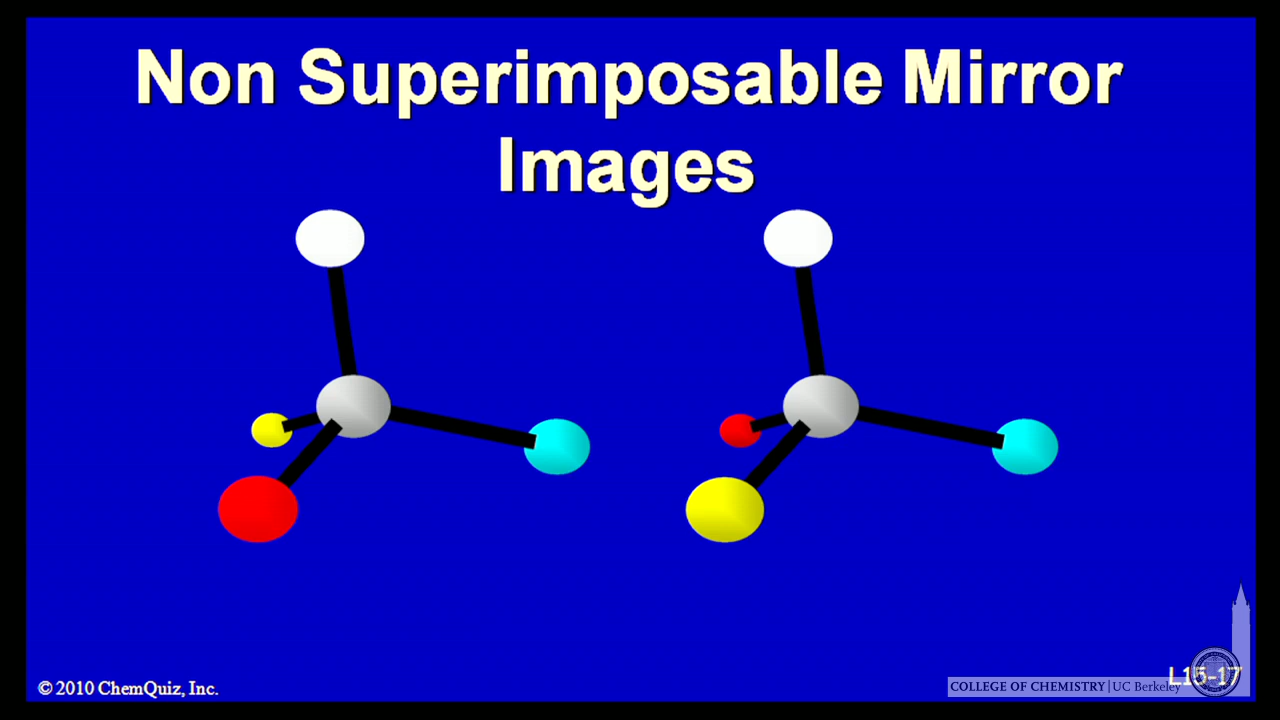 Non Superimposable Mirror
Images
L15-17
© 2010 ChemQuiz, Inc.
COLLEGE OF CHEMISTRY | UC Berkeley